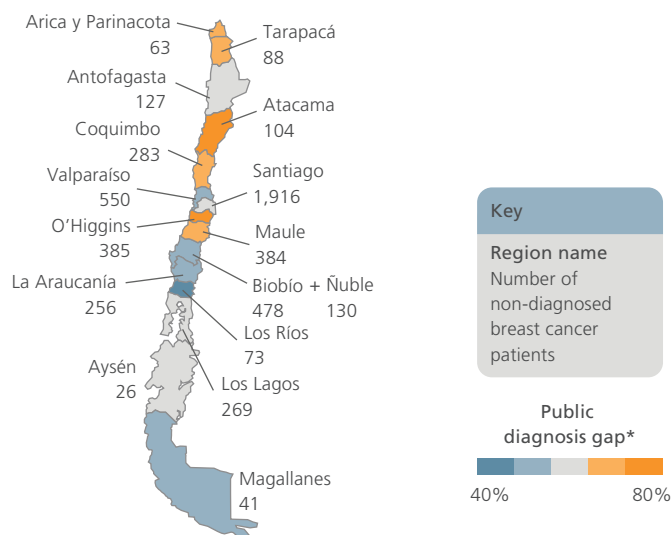 Arica y Parinacota
63
Tarapacá
88
Antofagasta
127
Atacama
104
Coquimbo
283
Valparaíso
550
Santiago
1,916
O’Higgins
385
Maule
384
La Araucanía
256
Biobío + Ñuble
478 130
Los Ríos
73
Aysén
26
Los Lagos
269
Magallanes
41
Key
Region name
Number of
non-diagnosed
breast cancer
patients
Public
diagnosis gap*
40% 80%